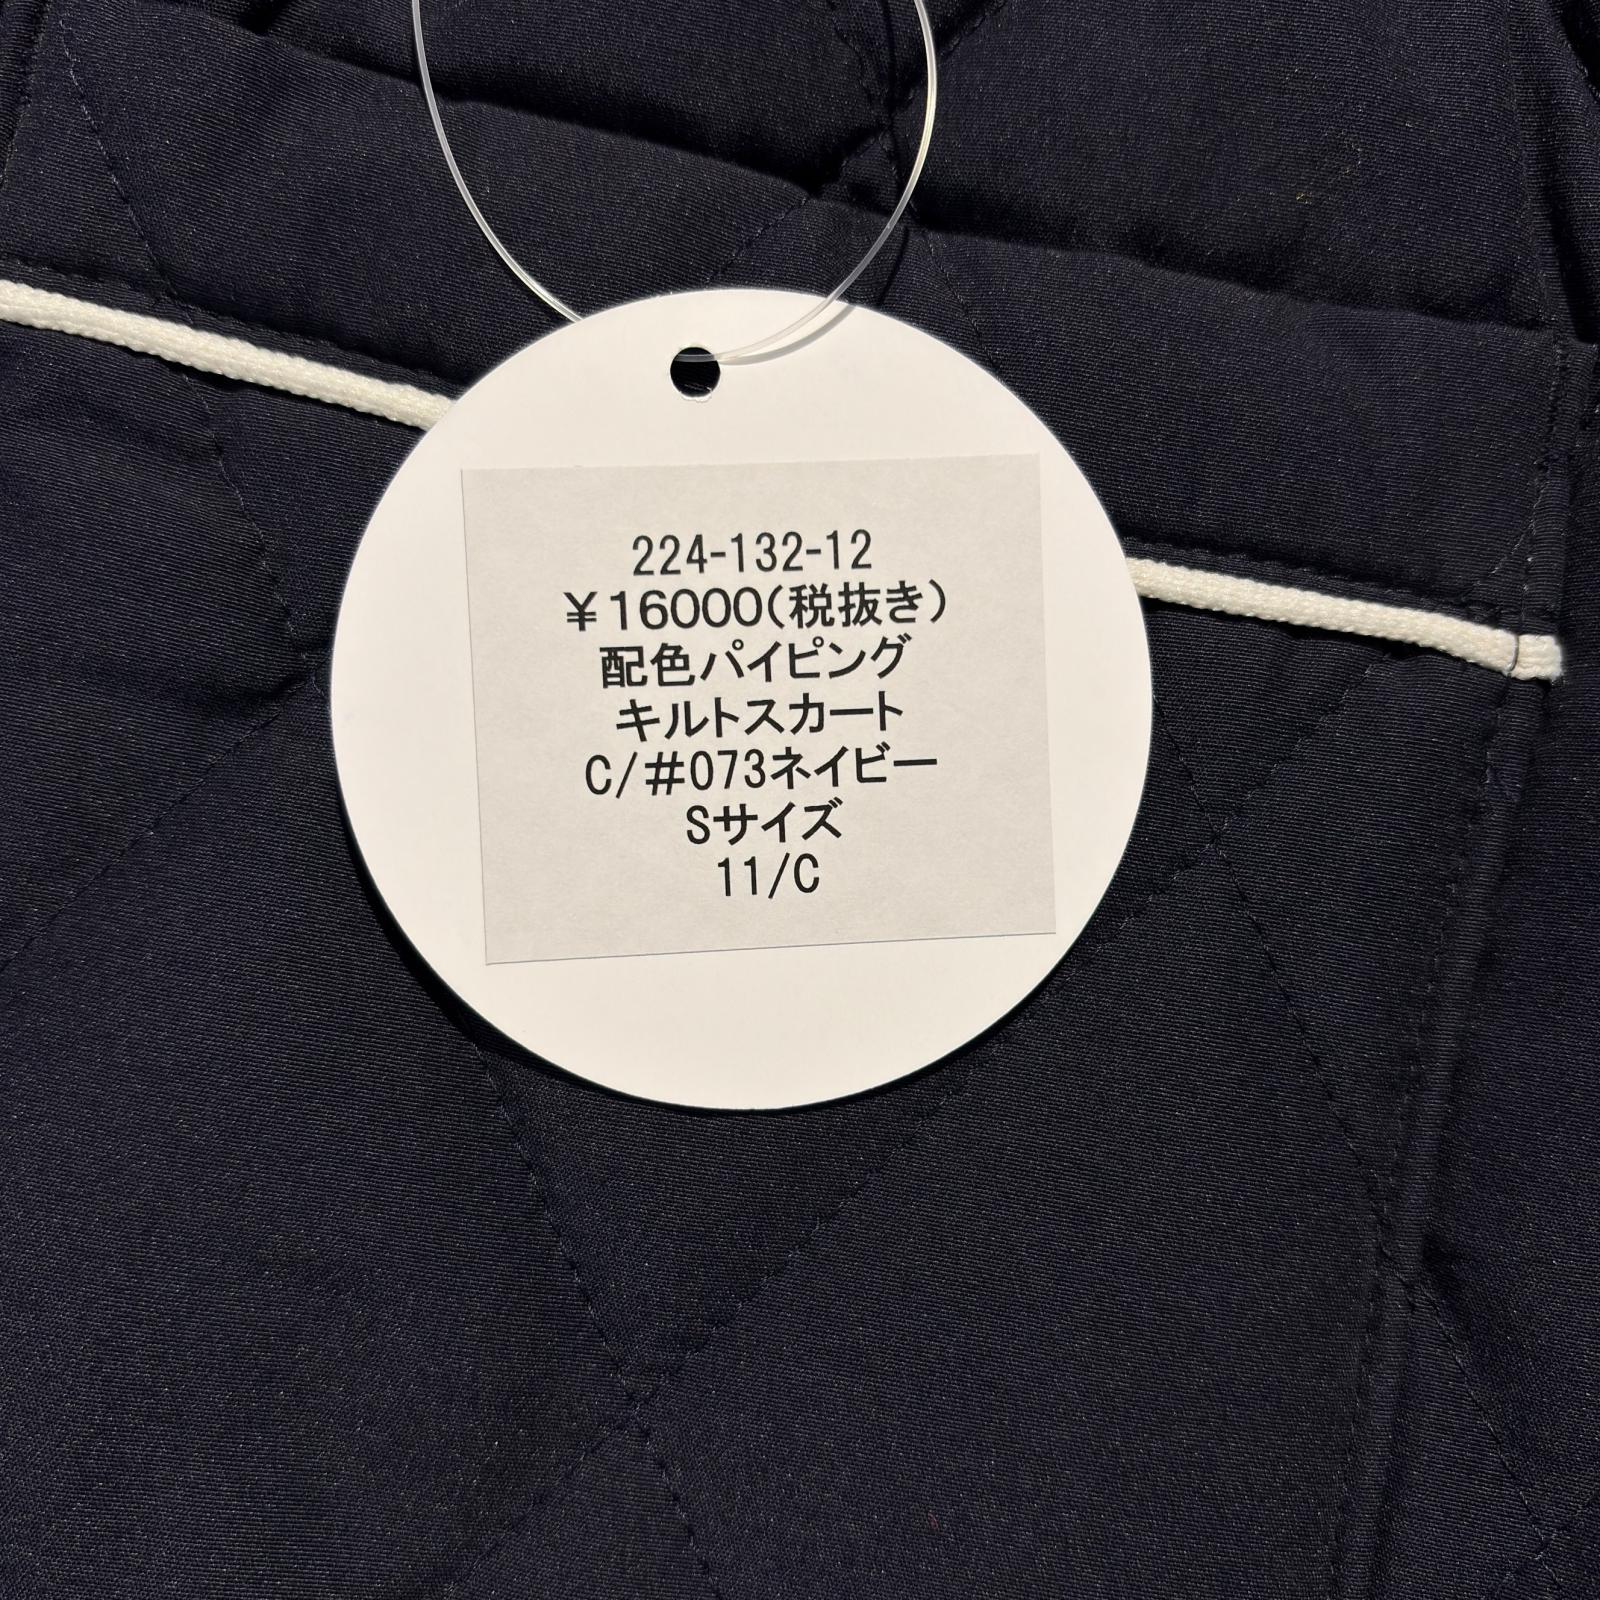 224-132-12
¥16000(税抜き)
配色パイピング
キルトスカート
C/#073ネイビー
Sサイズ
11/C